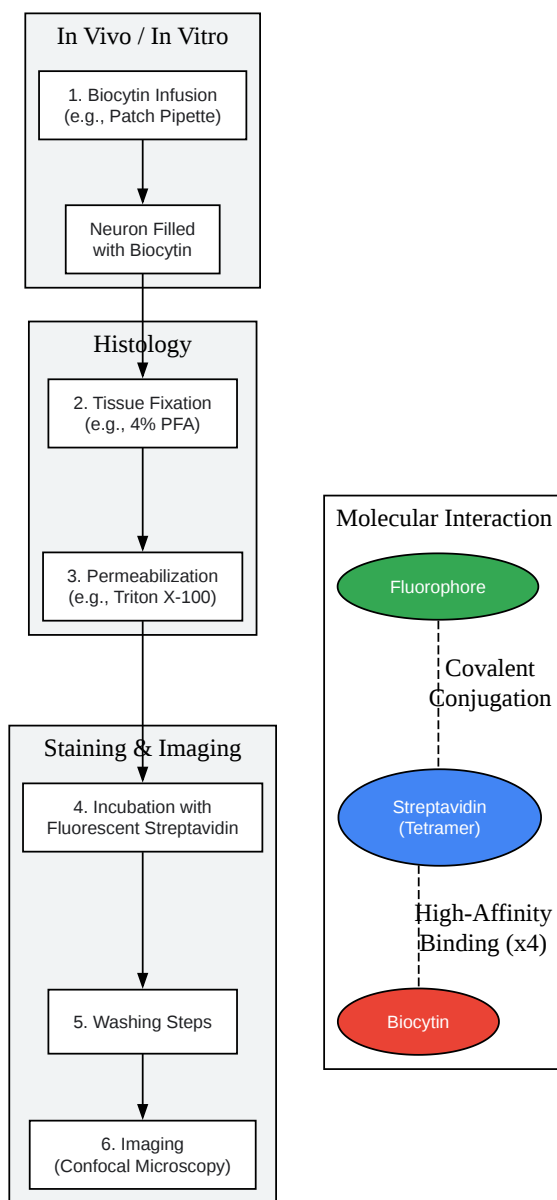 In Vivo / In Vitro
1. Biocytin Infusion
(e.g., Patch Pipette)
Neuron Filled
with Biocytin
Histology
2. Tissue Fixation
(e.g., 4% PFA)
3. Permeabilization
(e.g., Triton X-100)
Staining & Imaging
4. Incubation with
Fluorescent Streptavidin
5. Washing Steps
6. Imaging
(Confocal Microscopy)
Molecular Interaction
Fluorophore
Covalent
Conjugation
Streptavidin
(Tetramer)
High-Affinity
Binding (x4)
Biocytin